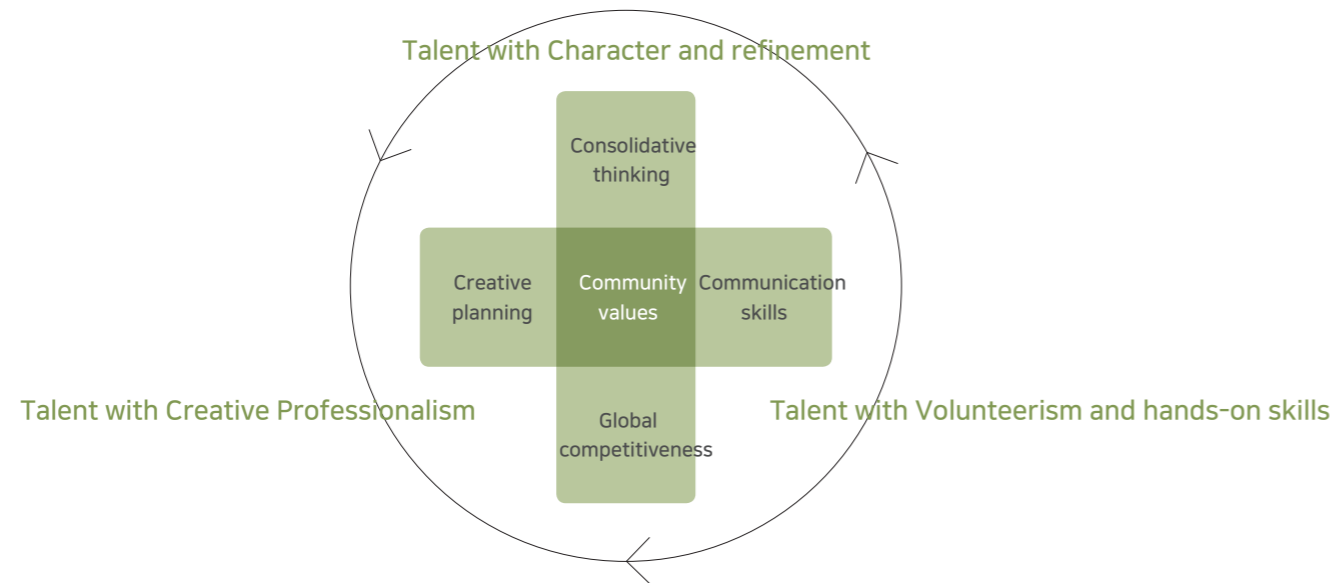 Talent with Character and refinement
Consolidative
thinking
Creative
planning
Community
values
Communication
skills
Talent with Creative Professionalism
Talent with Volunteerism and hands-on skills
Global
competitiveness